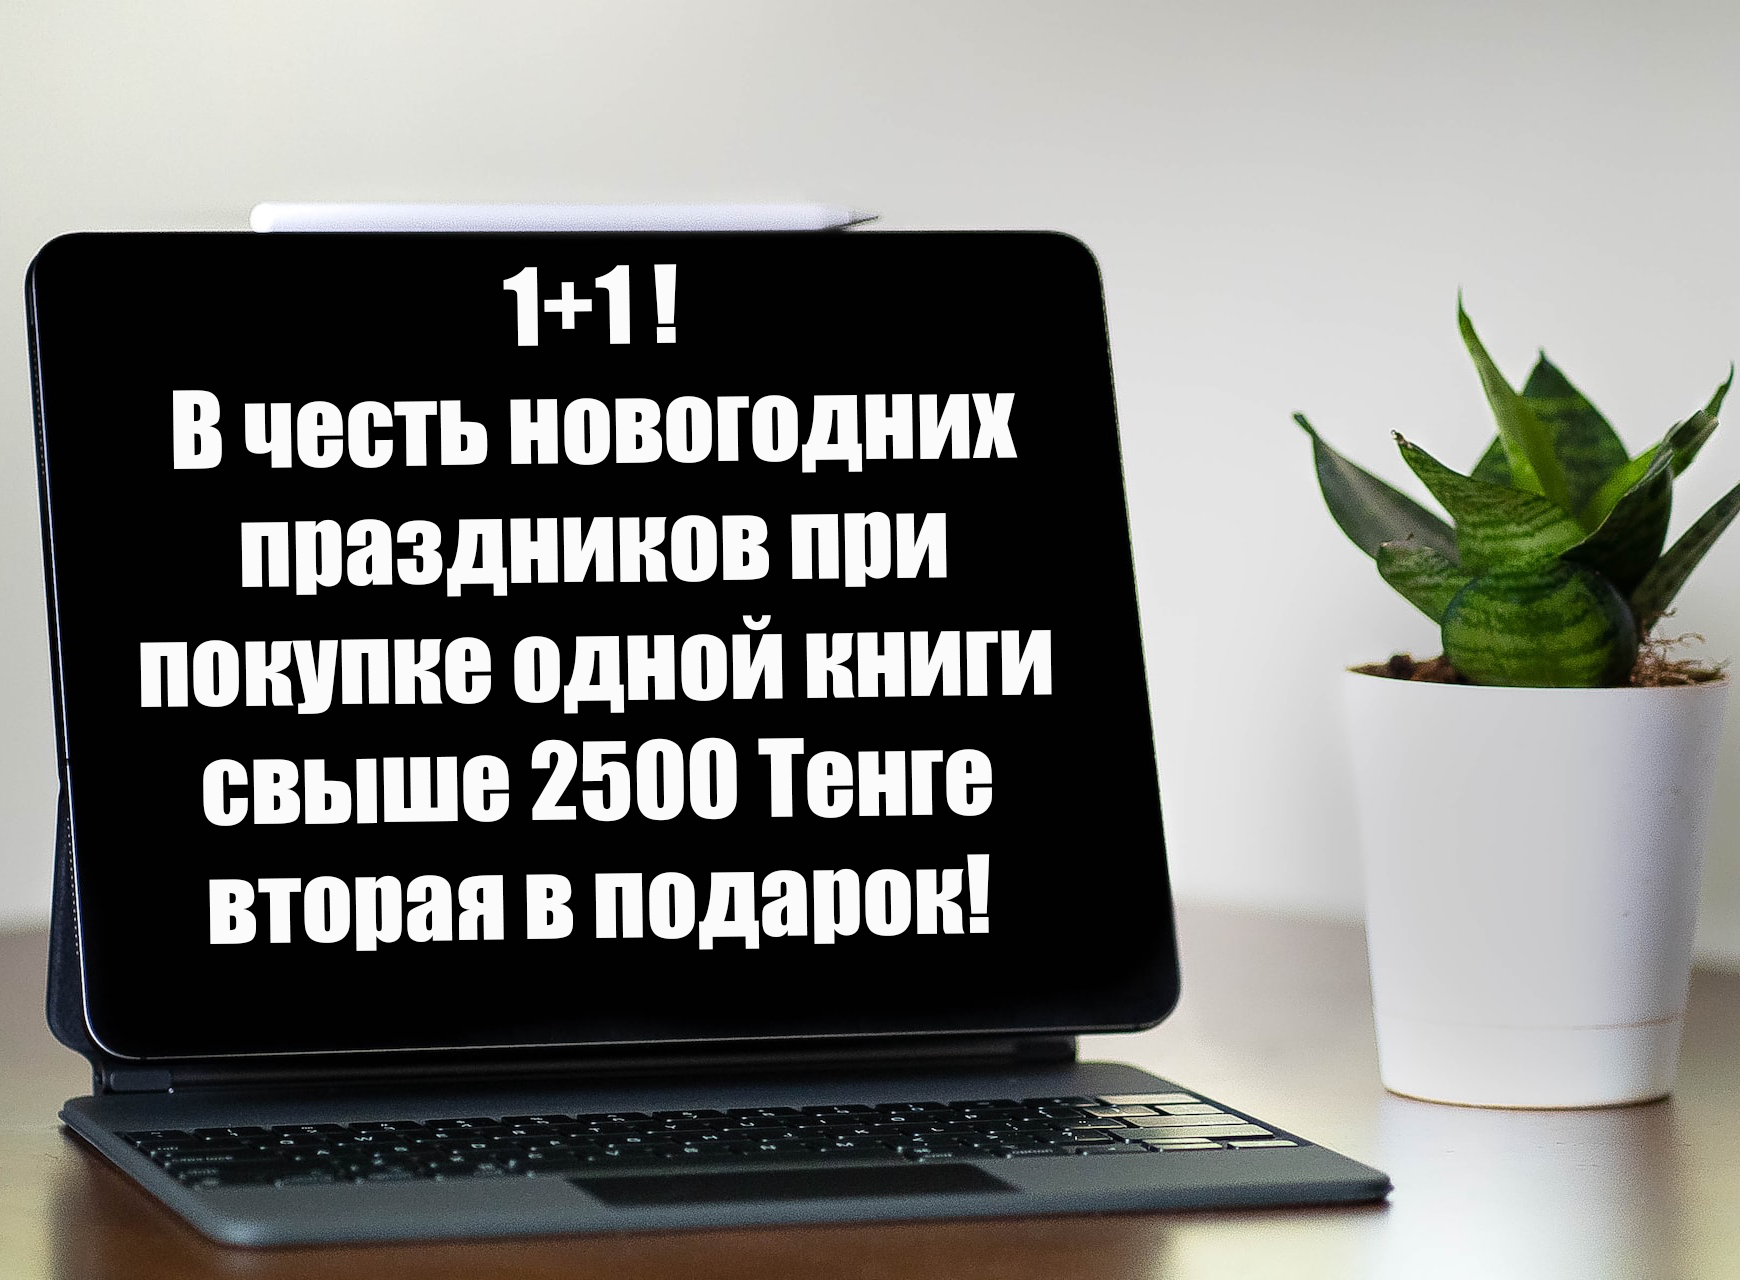 1+1 !
В честь новогодних
праздников при
покупке одной книги
свыше 2500 Тенге
вторая в подарок!